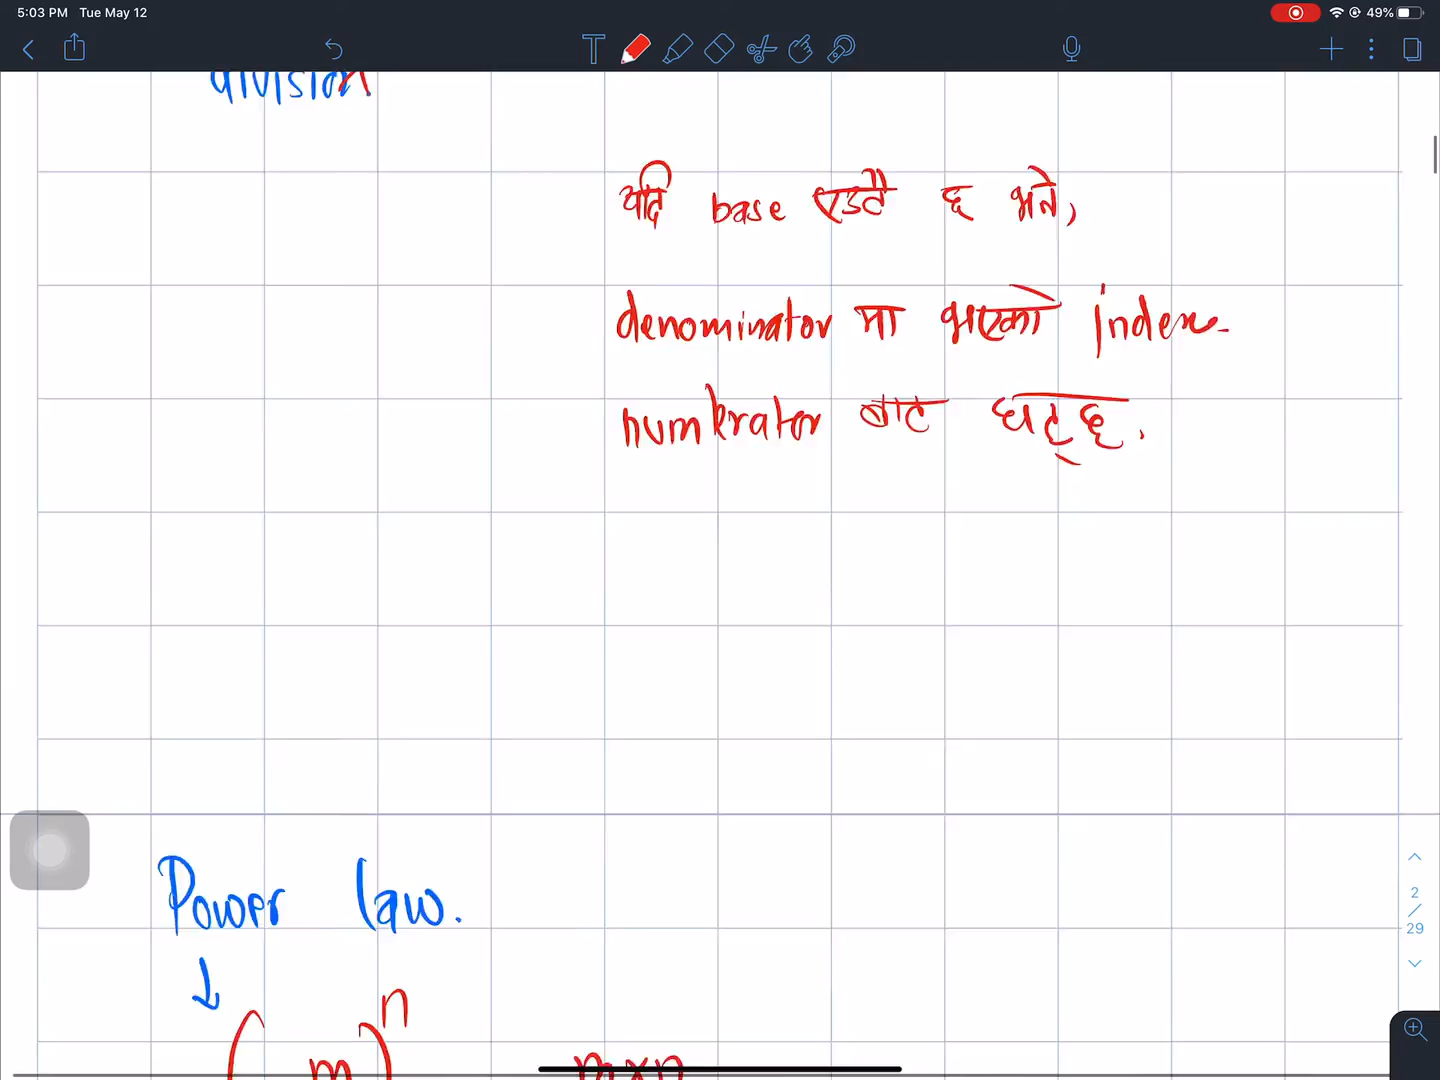 5:03 PM Tue May 12
49%
division.
यदि base एउटै छ भने,
denominator मा भएको index
numerator बाट घट्छ.
Power law.
↓
( m )ⁿ m×n
2
/
29